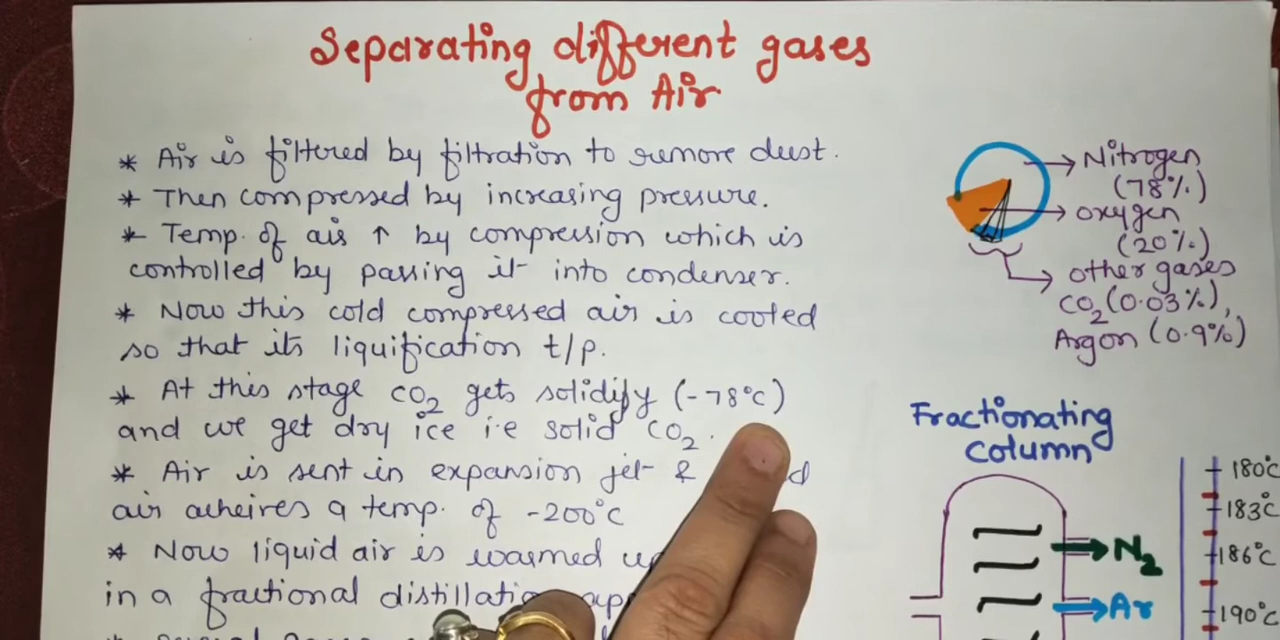 Separating different gases
from Air
* Air is filtered by filtration to remove dust.
* Then compressed by increasing pressure.
* Temp. of air ↑ by compression which is
controlled by passing it into condenser.
* Now this cold compressed air is cooled
so that its liquification t/p.
* At this stage CO2 gets solidify (-78°C)
and we get dry ice i.e solid CO2.
* Air is sent in expansion jet &
air acheires a temp. of -200°C
* Now liquid air is warmed
in a fractional
Nitrogen
(78%)
oxygen
(20%)
other gases
CO2 (0.03%),
Argon (0.9%)
Fractionating
Column
180°C
183°C
186°C
190°C
N2
Ar